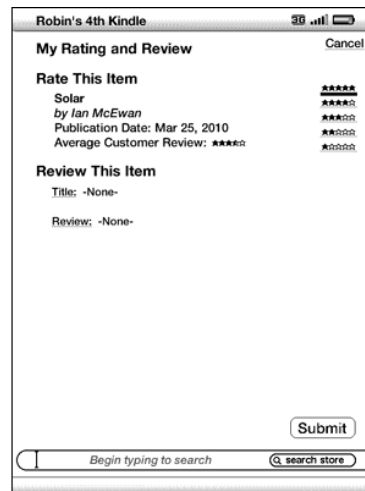 Robin's 4th Kindle 3G
My Rating and Review Cancel
Rate This Item
Solar
by Ian McEwan
Publication Date: Mar 25, 2010
Average Customer Review:
Review This Item
Title: -None-
Review: -None-
Submit
Begin typing to search search store